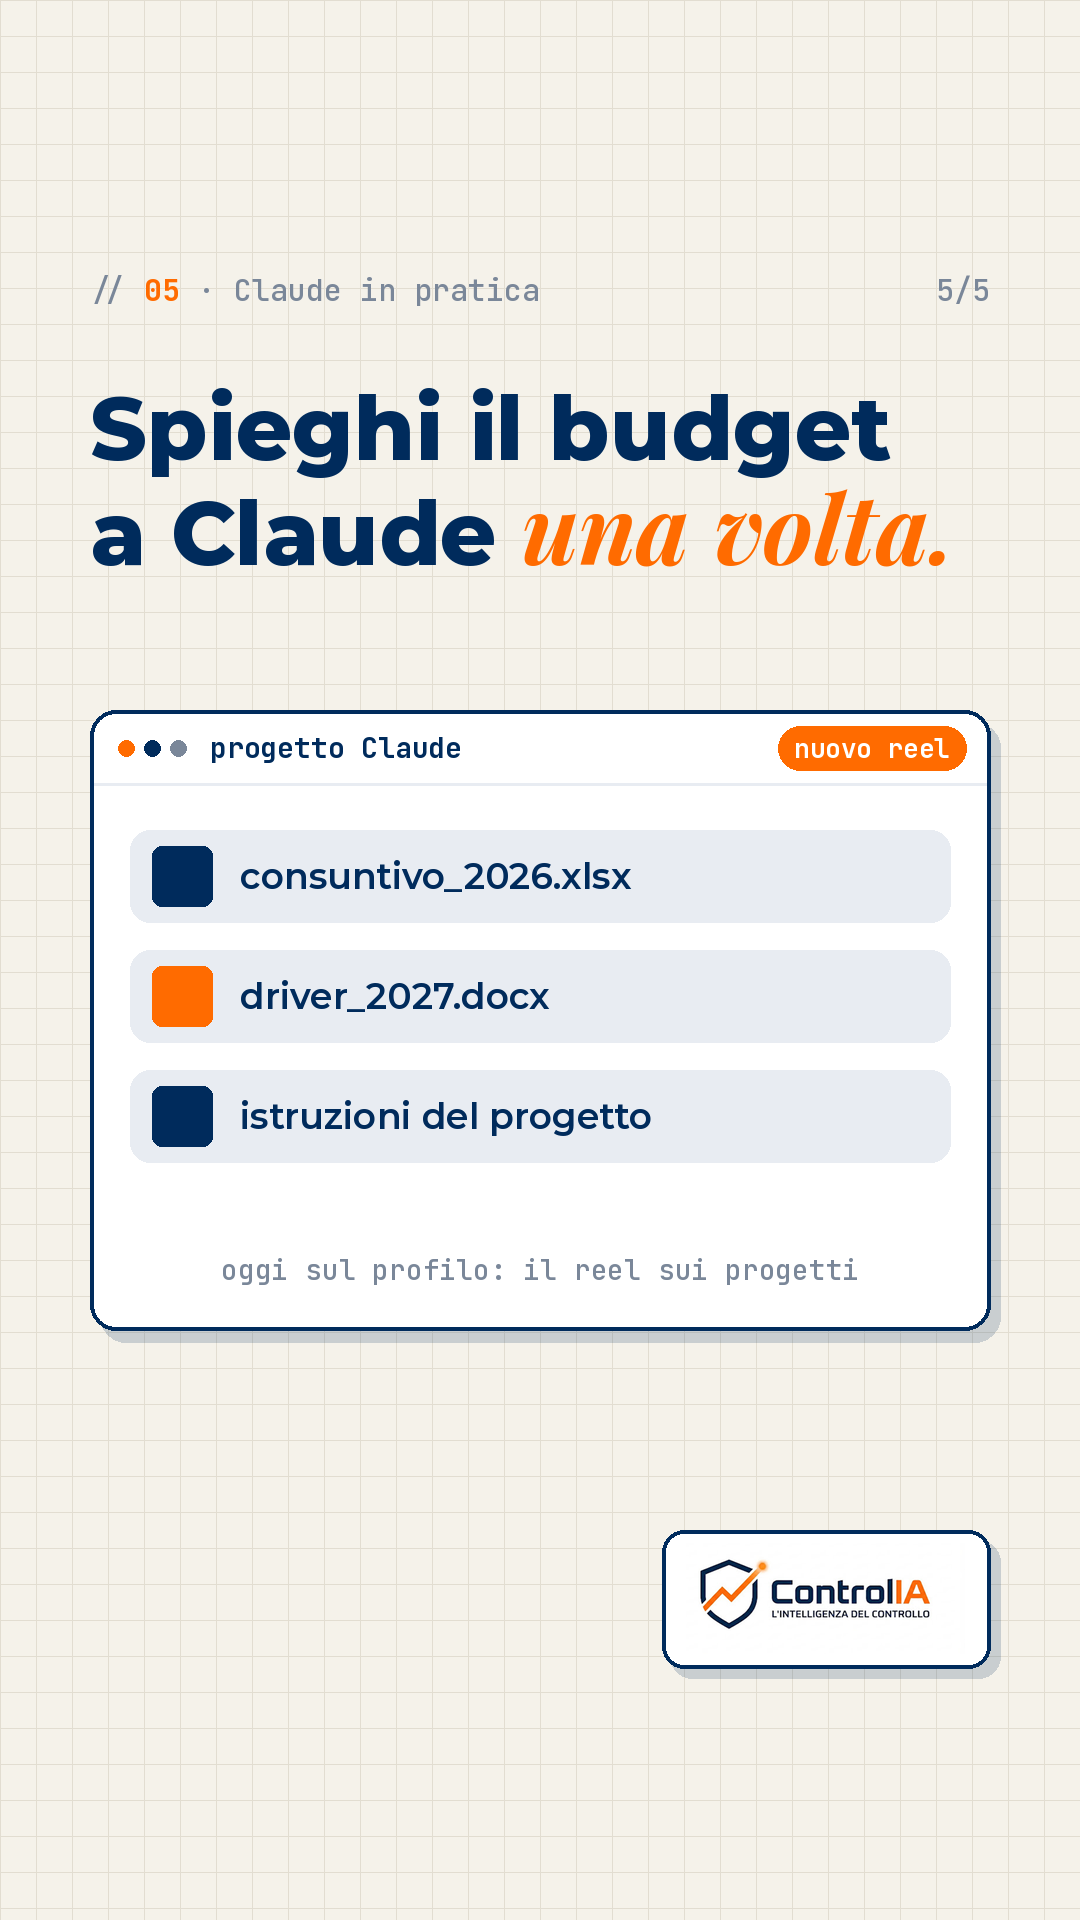 // 05 · Claude in pratica 5/5
Spieghi il budget
a Claude una volta.
progetto Claude nuovo reel
consuntivo_2026.xlsx
driver_2027.docx
istruzioni del progetto
oggi sul profilo: il reel sui progetti
ControlIA
L'INTELLIGENZA DEL CONTROLLO